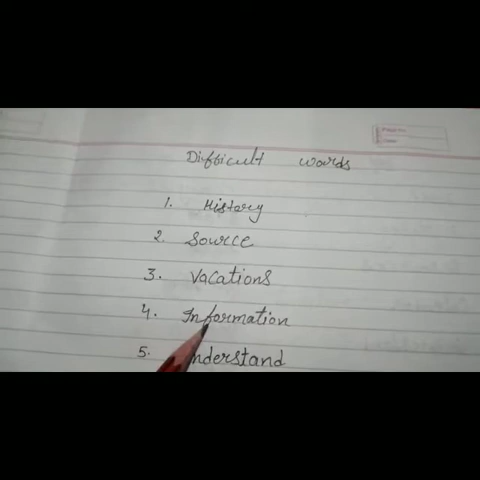 Difficult words
1. History
2. Source
3. Vacations
4. Information
5. nderstand